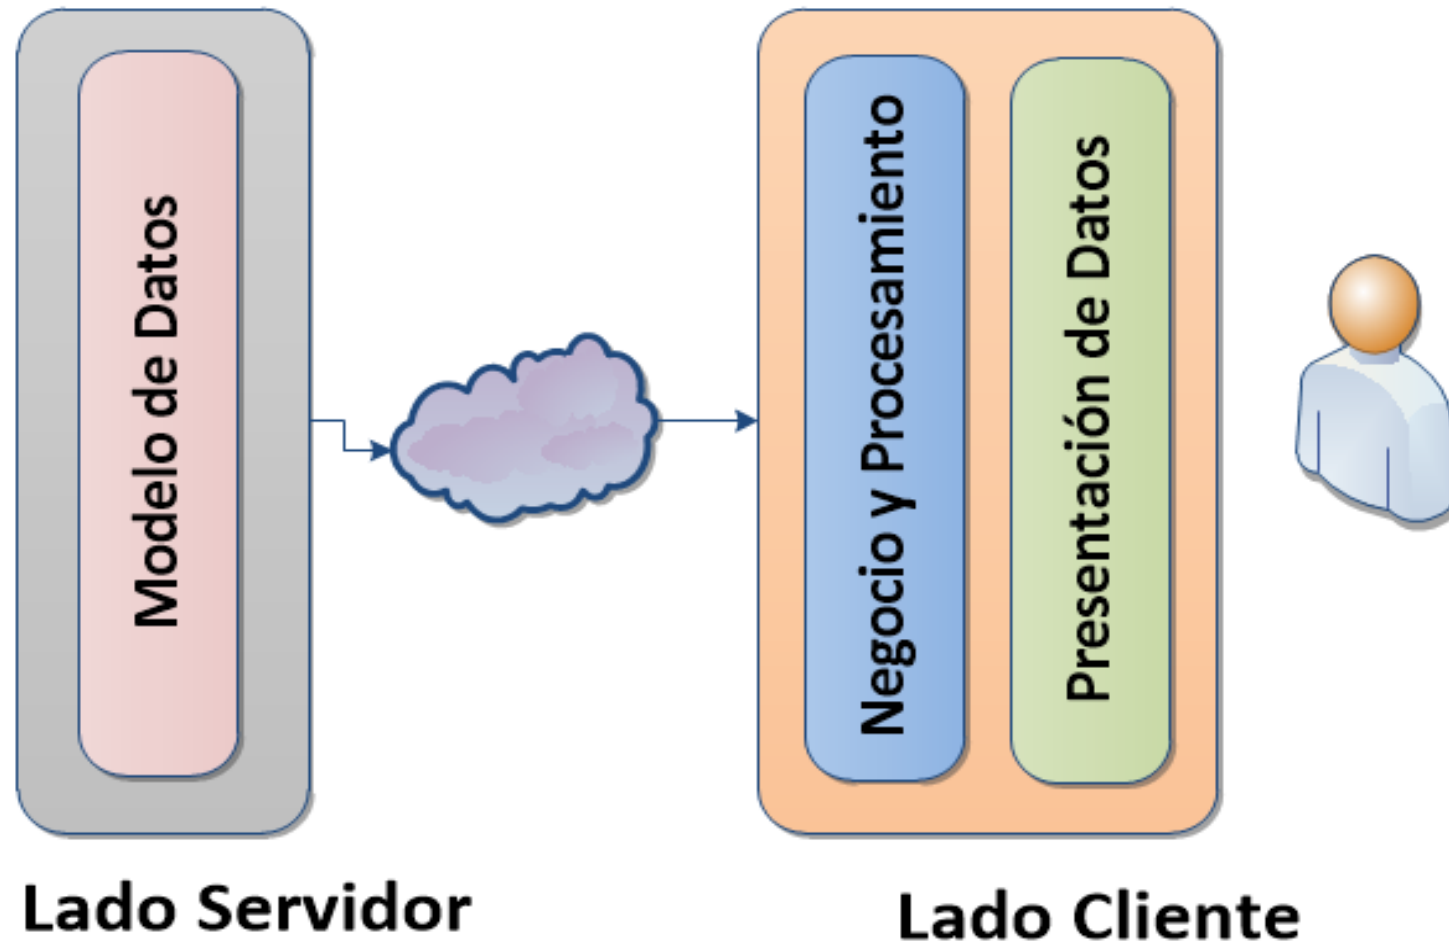 Modelo de Datos
Negocio y Procesamiento
Presentación de Datos
Lado Servidor
Lado Cliente